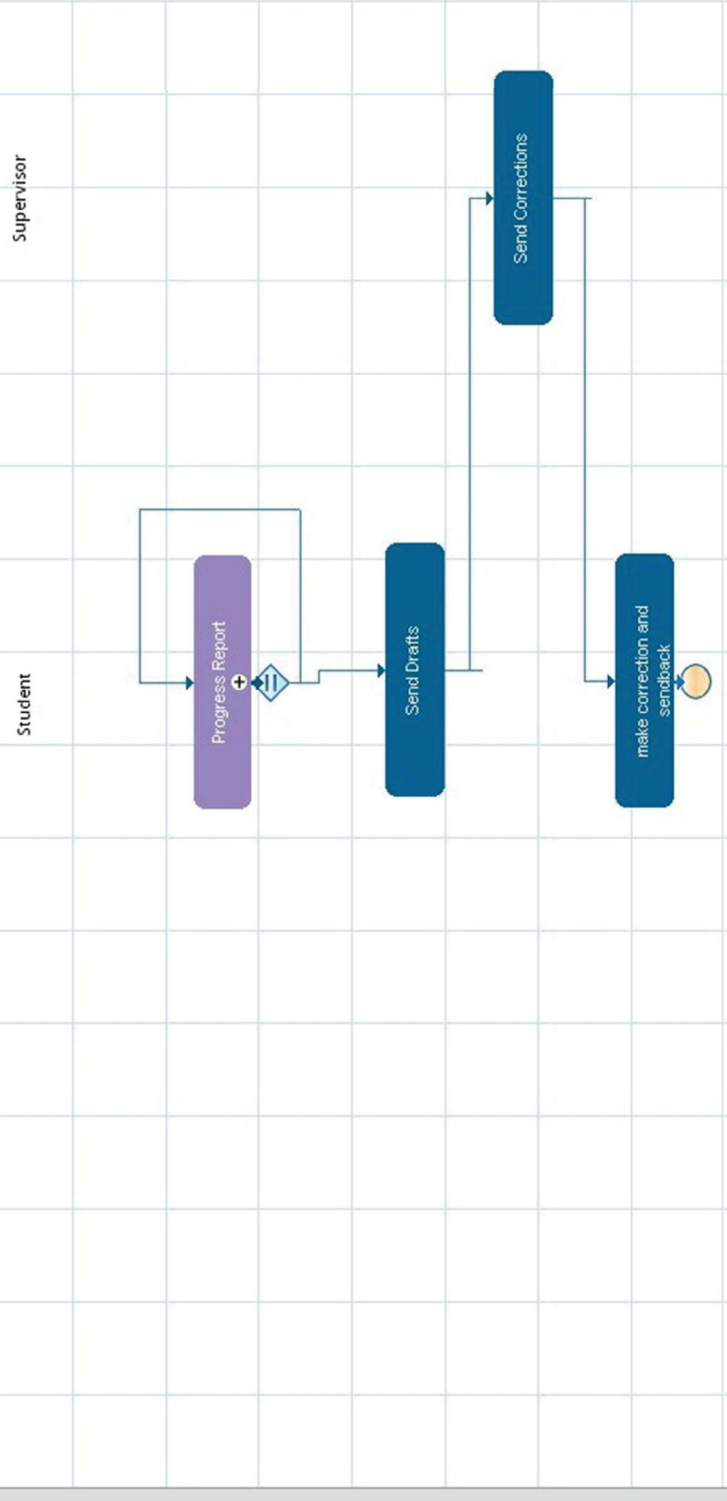 Supervisor
Send Corrections
Student
Progress Report
Send Drafts
make correction and
sendback